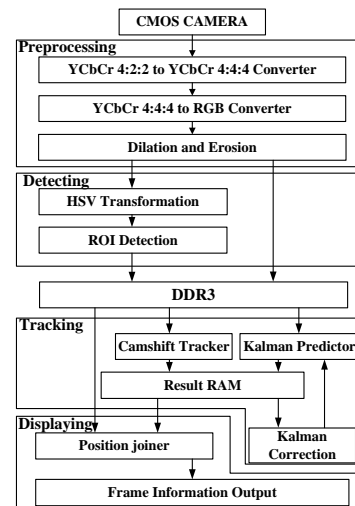 CMOS CAMERA
Preprocessing
YCbCr 4:2:2 to YCbCr 4:4:4 Converter
YCbCr 4:4:4 to RGB Converter
Dilation and Erosion
Detecting
HSV Transformation
ROI Detection
DDR3
Tracking
Camshift Tracker
Kalman Predictor
Result RAM
Displaying
Position joiner
Kalman
Correction
Frame Information Output